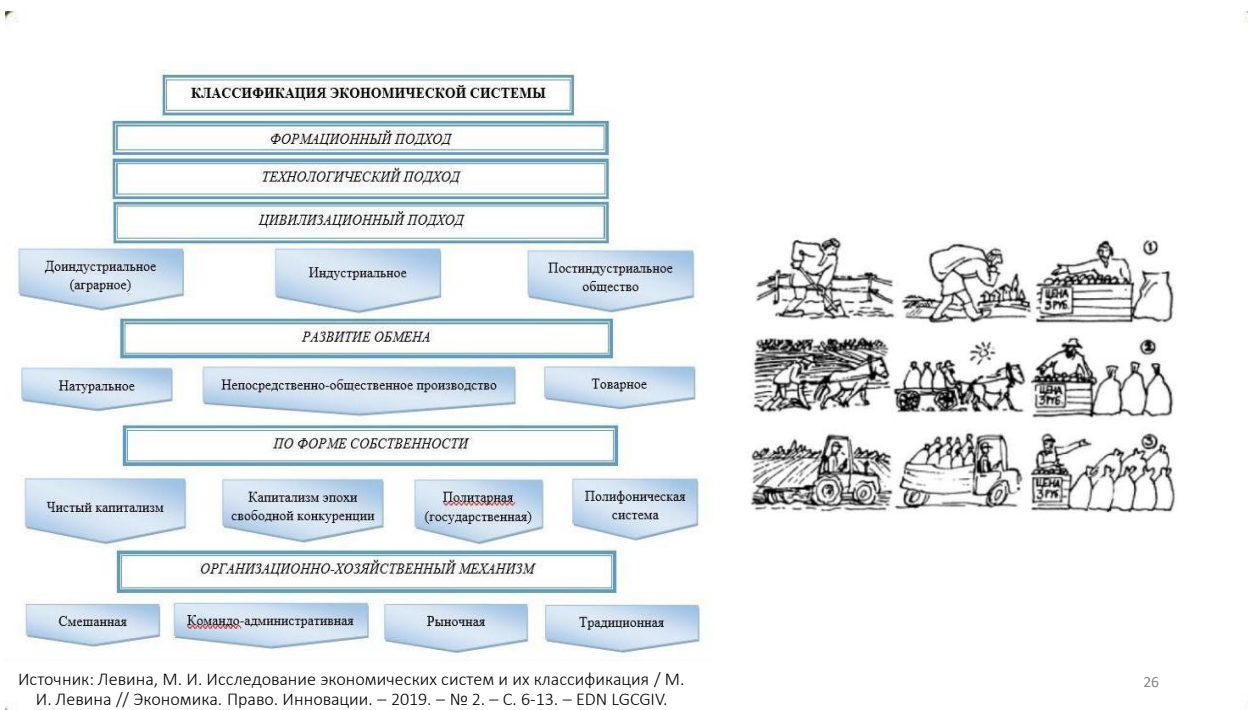 КЛАССИФИКАЦИЯ ЭКОНОМИЧЕСКОЙ СИСТЕМЫ
ФОРМАЦИОННЫЙ ПОДХОД
ТЕХНОЛОГИЧЕСКИЙ ПОДХОД
ЦИВИЛИЗАЦИОННЫЙ ПОДХОД
Доиндустриальное
(аграрное)
Индустриальное
Постиндустриальное
общество
РАЗВИТИЕ ОБМЕНА
Натуральное
Непосредственно-общественное производство
Товарное
ПО ФОРМЕ СОБСТВЕННОСТИ
Чистый капитализм
Капитализм эпохи
свободной конкуренции
Политарная
(государственная)
Полифоническая
система
ОРГАНИЗАЦИОННО-ХОЗЯЙСТВЕННЫЙ МЕХАНИЗМ
Смешанная
Командо-административная
Рыночная
Традиционная
Источник: Левина, М. И. Исследование экономических систем и их классификация / М.
И. Левина // Экономика. Право. Инновации. – 2019. – № 2. – С. 6-13. – EDN LGCGIV.
1
ЦЕНА
3 РУБ.
2
ЦЕНА
3 РУБ.
3
ЦЕНА
3 РУБ.
26